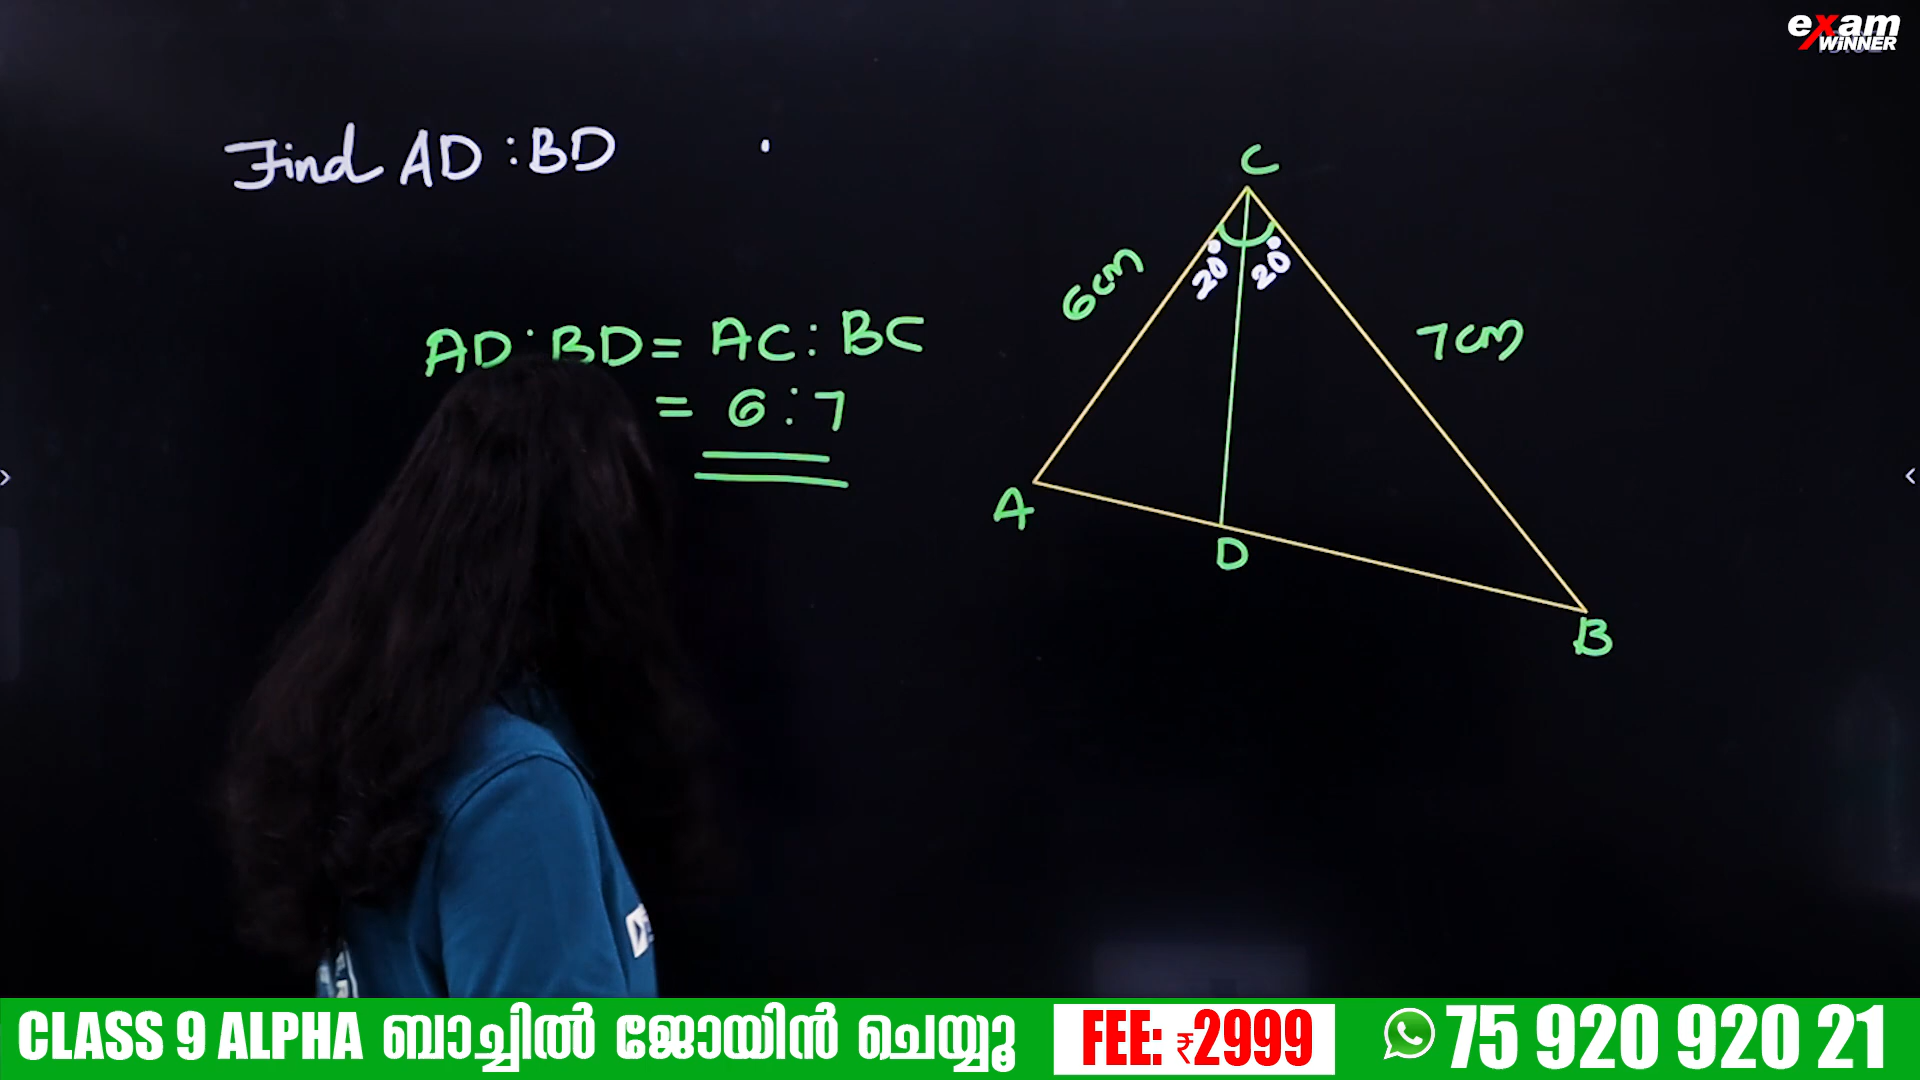 exam
WINNER
Find AD : BD
C
20° 20°
6cm
7cm
AD : BD = AC : BC
= 6 : 7
A
D
B
CLASS 9 ALPHA ബാച്ചിൽ ജോയിൻ ചെയ്യൂ FEE: ₹2999 75 920 920 21